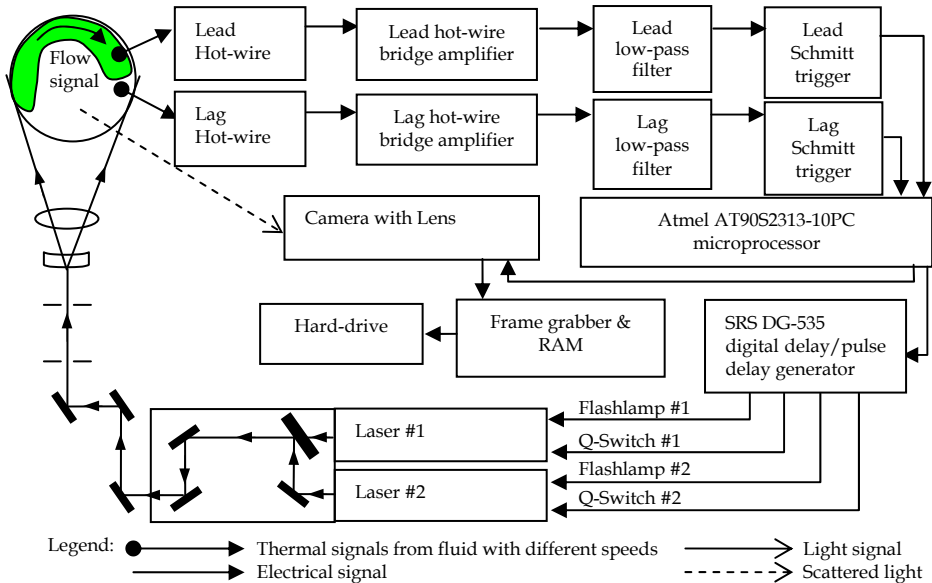 Flow
signal
Lead
Hot-wire
Lead hot-wire
bridge amplifier
Lead
low-pass
filter
Lead
Schmitt
trigger
Lag
Hot-wire
Lag hot-wire
bridge amplifier
Lag
low-pass
filter
Lag
Schmitt
trigger
Camera with Lens
Atmel AT90S2313-10PC
microprocessor
Hard-drive
Frame grabber &
RAM
SRS DG-535
digital delay/pulse
delay generator
Laser #1
Laser #2
Flashlamp #1
Q-Switch #1
Flashlamp #2
Q-Switch #2
Legend:
Thermal signals from fluid with different speeds
Light signal
Electrical signal
Scattered light